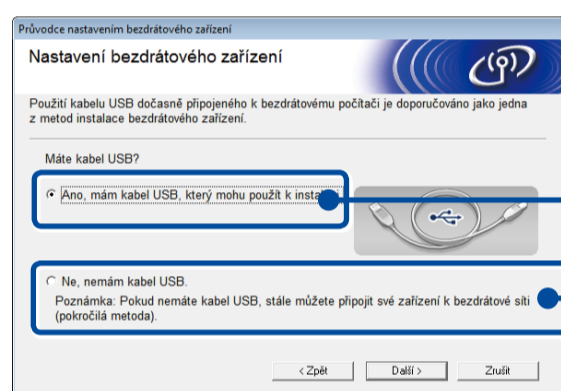 Průvodce nastavením bezdrátového zařízení
Nastavení bezdrátového zařízení
Použití kabelu USB dočasně připojeného k bezdrátovému počítači je doporučováno jako jedna
z metod instalace bezdrátového zařízení.
Máte kabel USB?
Ano, mám kabel USB, který mohu použít k
Ne, nemám kabel USB.
Poznámka: Pokud nemáte kabel USB, stále můžete připojit své zařízení k bezdrátové síti
(pokročilá metoda).
< Zpět
Další >
Zrušit